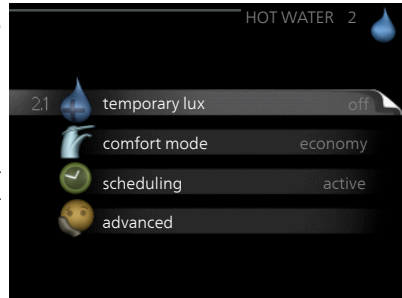 HOT WATER 2
2.1 temporary lux off
comfort mode economy
scheduling active
advanced